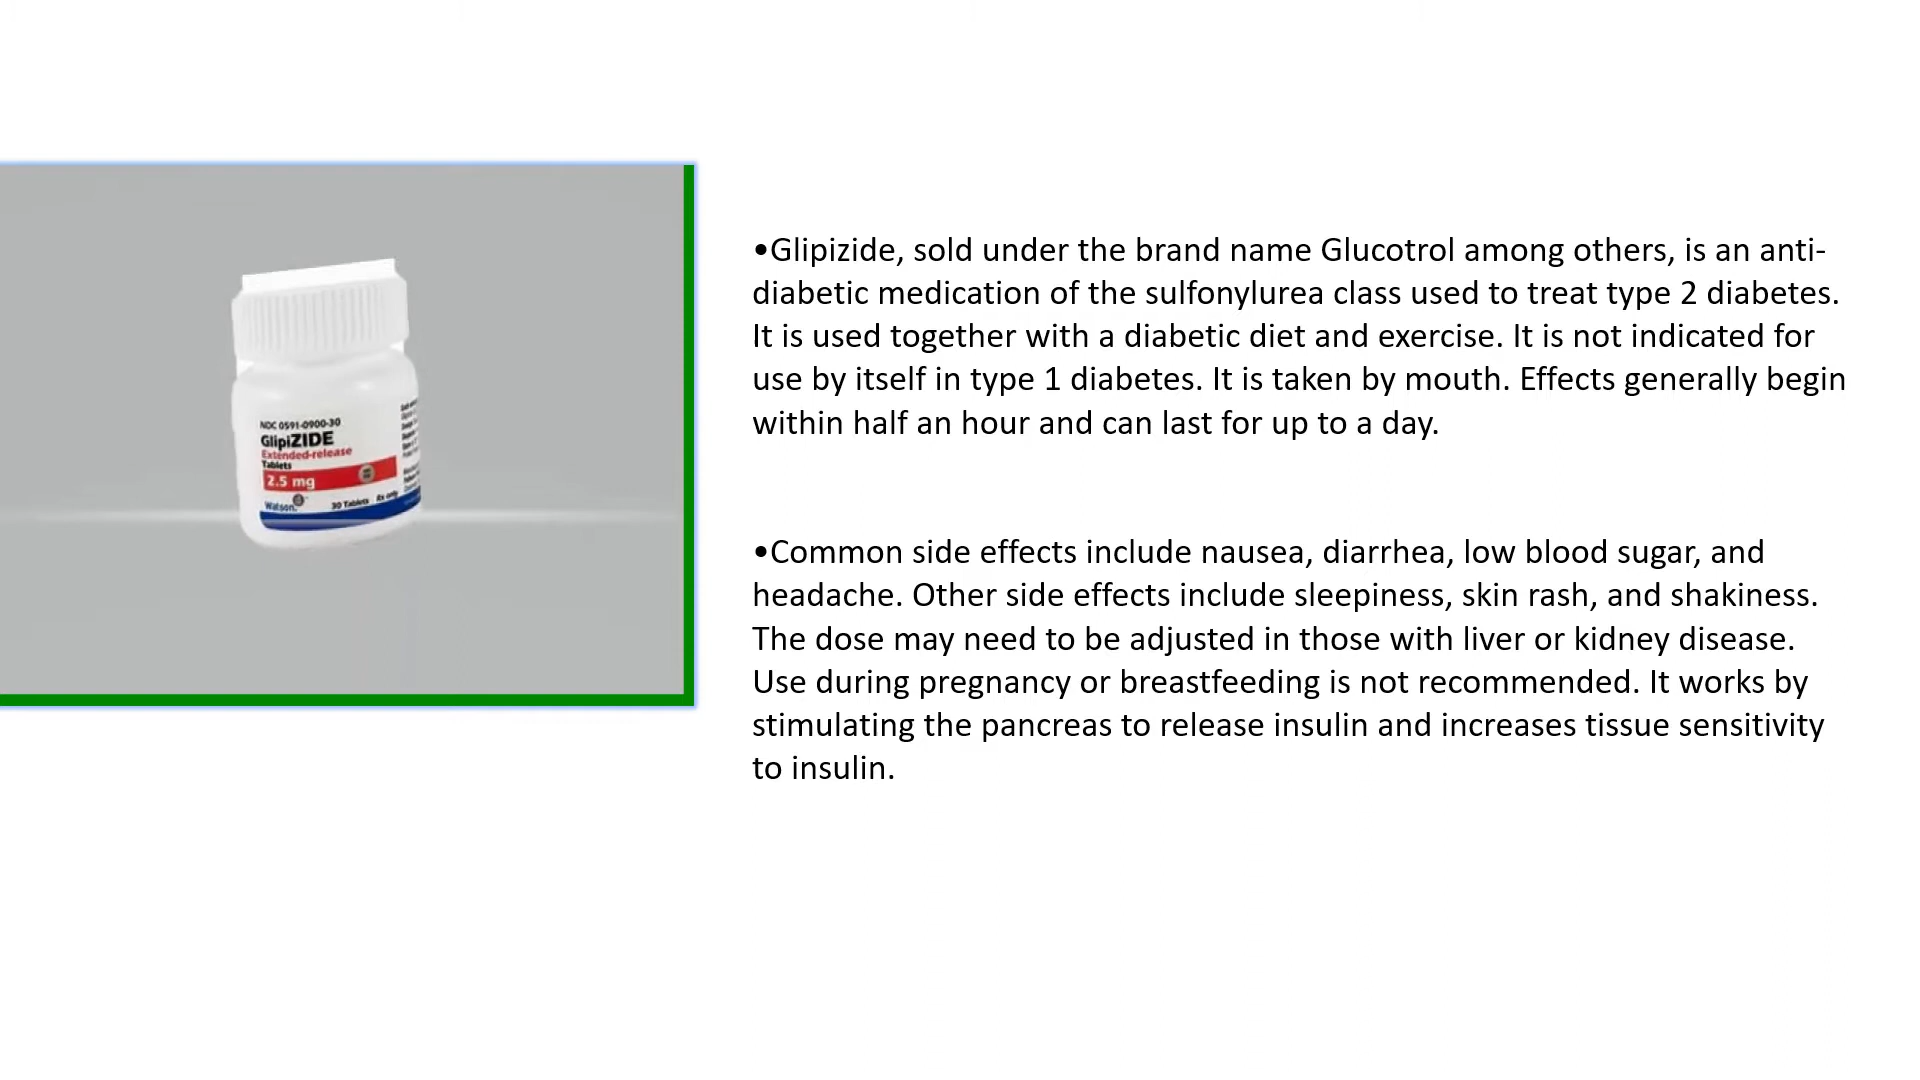 NDC 0591-0900-30
GlipiZIDE
Extended-release
Tablets
2.5 mg
Watson
30 Tablets Rx only
•Glipizide, sold under the brand name Glucotrol among others, is an anti-
diabetic medication of the sulfonylurea class used to treat type 2 diabetes.
It is used together with a diabetic diet and exercise. It is not indicated for
use by itself in type 1 diabetes. It is taken by mouth. Effects generally begin
within half an hour and can last for up to a day.
•Common side effects include nausea, diarrhea, low blood sugar, and
headache. Other side effects include sleepiness, skin rash, and shakiness.
The dose may need to be adjusted in those with liver or kidney disease.
Use during pregnancy or breastfeeding is not recommended. It works by
stimulating the pancreas to release insulin and increases tissue sensitivity
to insulin.